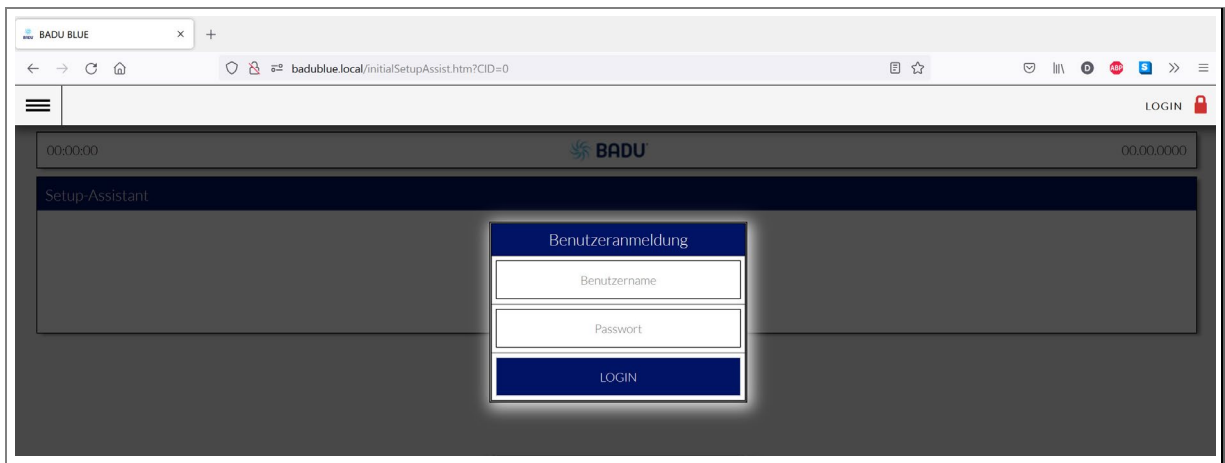 BADU BLUE
badublue.local/initialSetupAssist.htm?CID=0
LOGIN
00:00:00 BADU 00.00.0000
Setup-Assistant
Benutzeranmeldung
Benutzername
Passwort
LOGIN